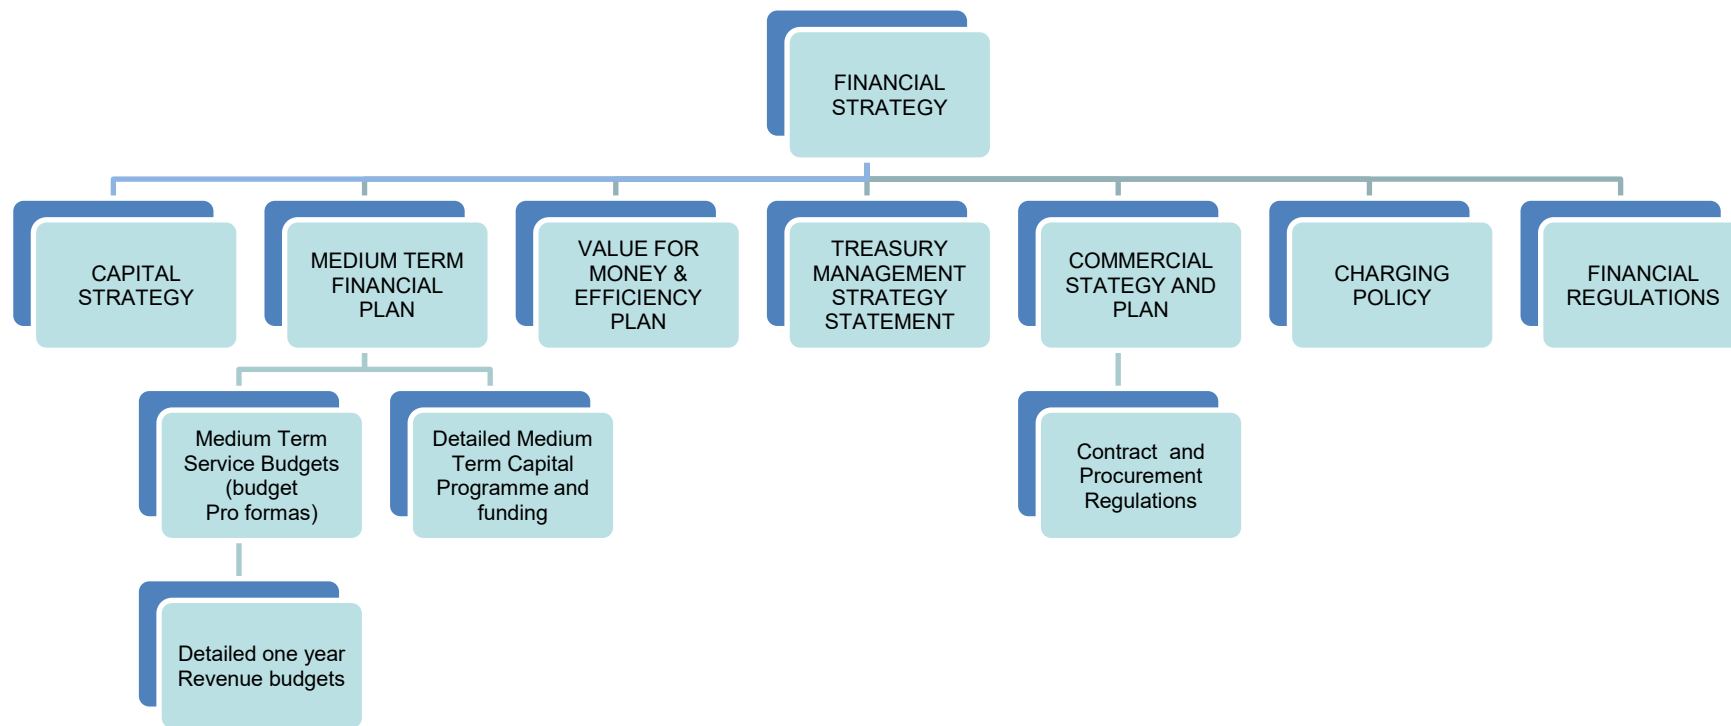 FINANCIAL
STRATEGY
CAPITAL
STRATEGY
MEDIUM TERM
FINANCIAL
PLAN
VALUE FOR
MONEY &
EFFICIENCY
PLAN
TREASURY
MANAGEMENT
STRATEGY
STATEMENT
COMMERCIAL
STATEGY AND
PLAN
CHARGING
POLICY
FINANCIAL
REGULATIONS
Medium Term
Service Budgets
(budget
Pro formas)
Detailed Medium
Term Capital
Programme and
funding
Contract and
Procurement
Regulations
Detailed one year
Revenue budgets